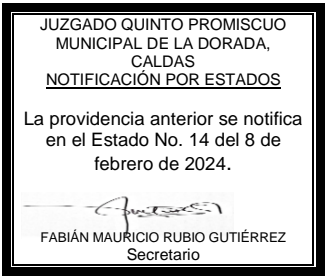 JUZGADO QUINTO PROMISCUO
MUNICIPAL DE LA DORADA,
CALDAS
NOTIFICACIÓN POR ESTADOS
La providencia anterior se notifica
en el Estado No. 14 del 8 de
febrero de 2024.
FABIÁN MAURICIO RUBIO GUTIÉRREZ
Secretario